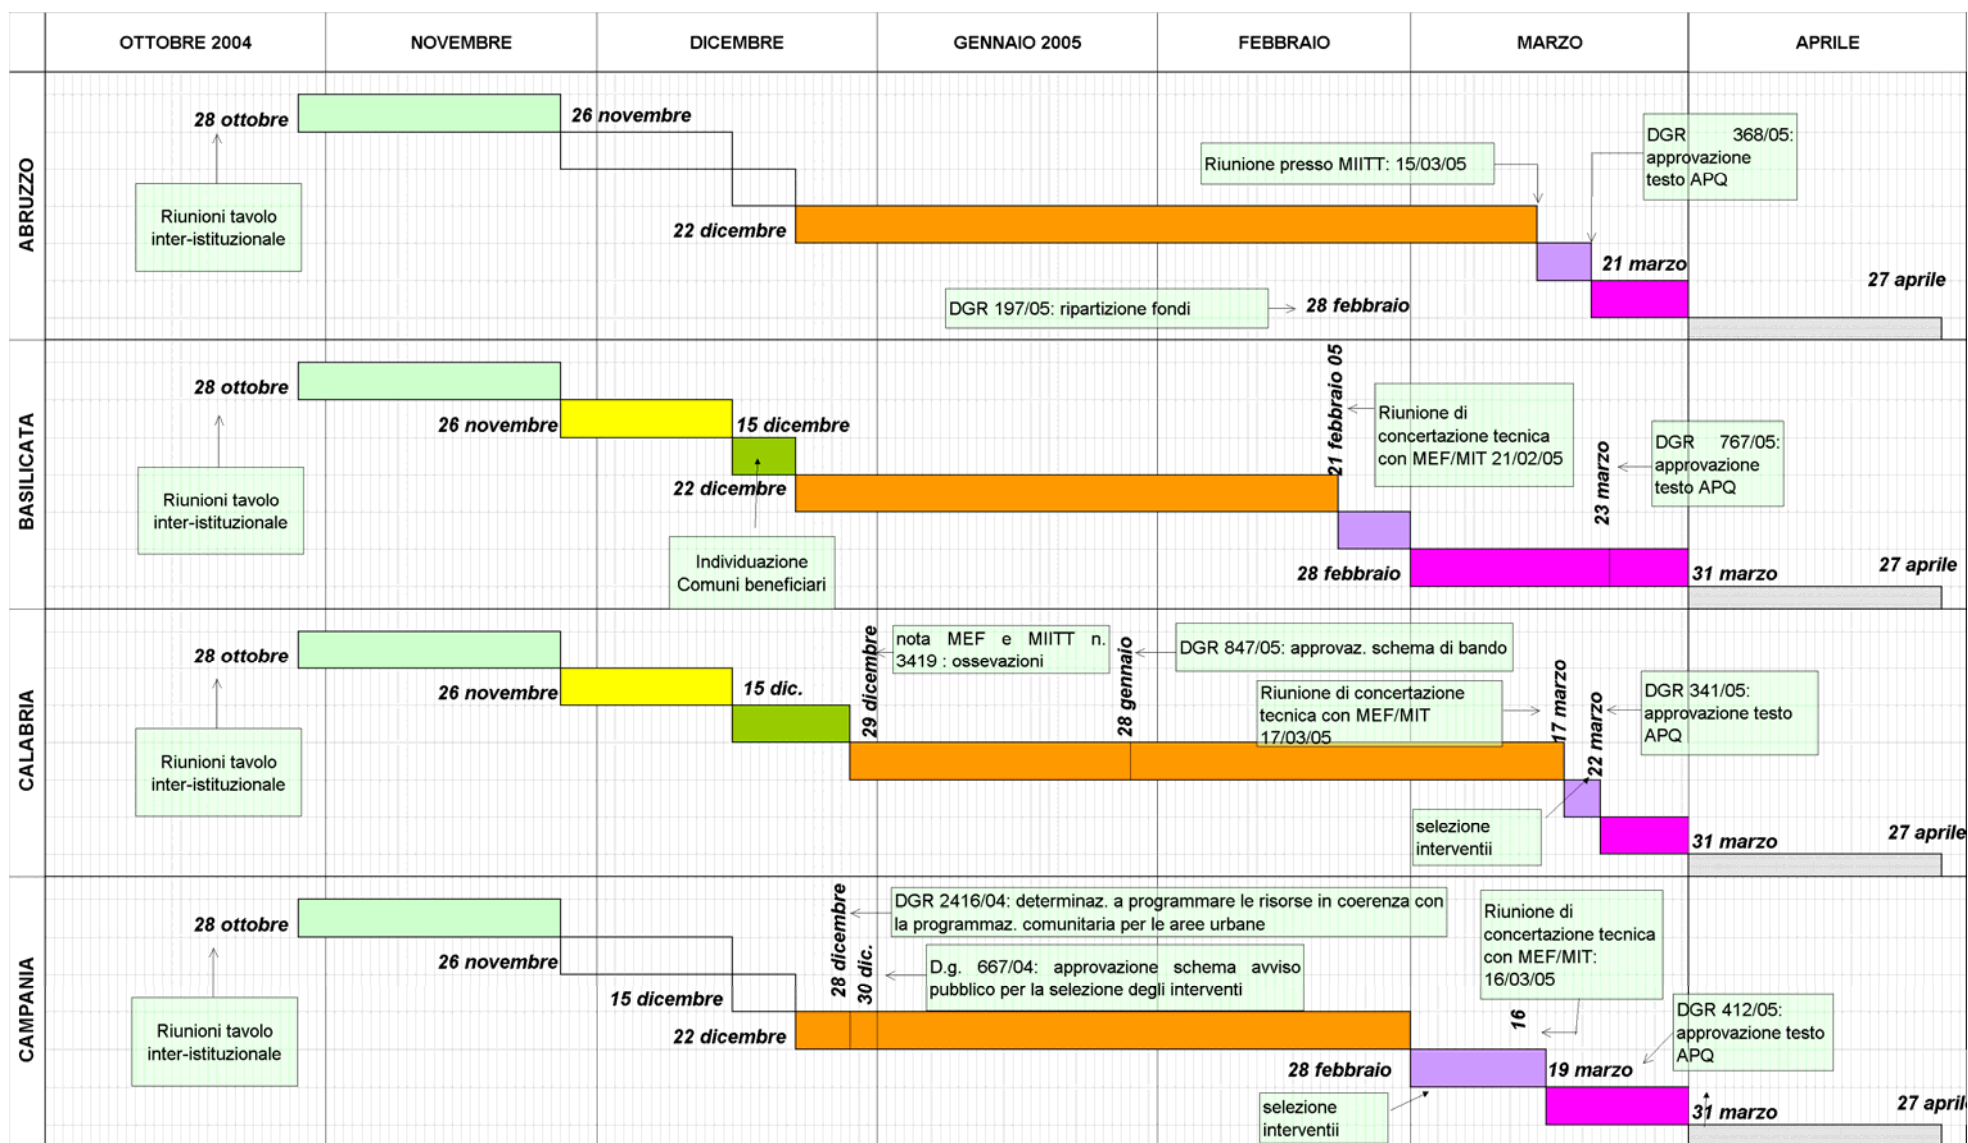 OTTOBRE 2004
NOVEMBRE
DICEMBRE
GENNAIO 2005
FEBBRAIO
MARZO
APRILE
ABRUZZO
28 ottobre
26 novembre
Riunioni tavolo
inter-istituzionale
22 dicembre
Riunione presso MIITT: 15/03/05
DGR 368/05:
approvazione
testo APQ
21 marzo
DGR 197/05: ripartizione fondi
28 febbraio
27 aprile
BASILICATA
28 ottobre
26 novembre
15 dicembre
Riunioni tavolo
inter-istituzionale
22 dicembre
Individuazione
Comuni beneficiari
21 febbraio 05
Riunione di
concertazione tecnica
con MEF/MIT 21/02/05
23 marzo
DGR 767/05:
approvazione
testo APQ
28 febbraio
31 marzo
27 aprile
CALABRIA
28 ottobre
26 novembre
15 dic.
Riunioni tavolo
inter-istituzionale
29 dicembre
nota MEF e MIITT n.
3419 : ossevazioni
28 gennaio
DGR 847/05: approvaz. schema di bando
Riunione di concertazione
tecnica con MEF/MIT
17/03/05
17 marzo
22 marzo
DGR 341/05:
approvazione testo
APQ
selezione
interventii
31 marzo
27 aprile
CAMPANIA
28 ottobre
26 novembre
15 dicembre
Riunioni tavolo
inter-istituzionale
22 dicembre
28 dicembre
30 dic.
DGR 2416/04: determinaz. a programmare le risorse in coerenza con
la programmaz. comunitaria per le aree urbane
D.g. 667/04: approvazione schema avviso
pubblico per la selezione degli interventi
Riunione di
concertazione tecnica
con MEF/MIT:
16/03/05
16
DGR 412/05:
approvazione testo
APQ
28 febbraio
19 marzo
selezione
interventii
31 marzo
27 aprile